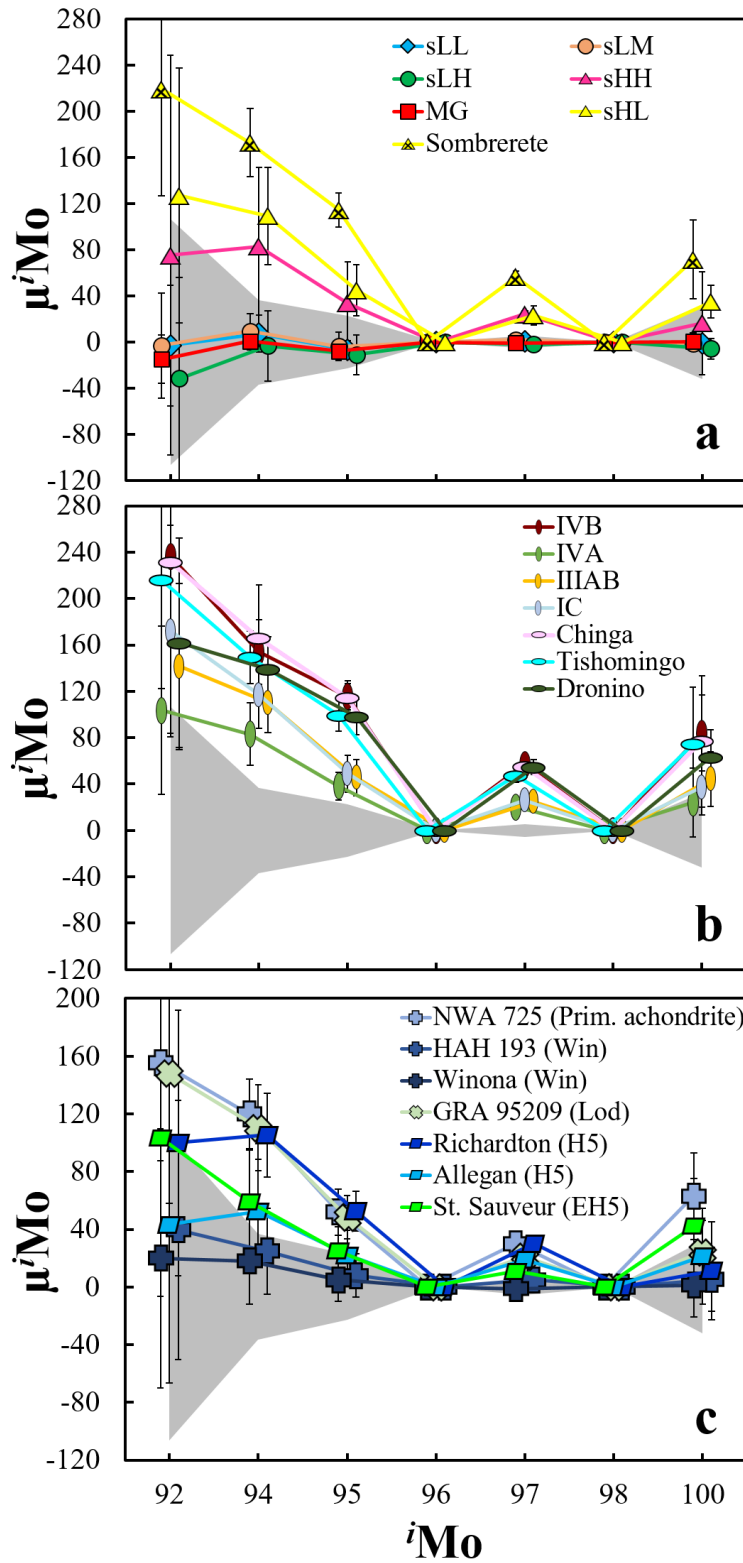 280
240
200
160
120
80
40
0
-40
-80
-120
μⁱMo
sLL
sLM
sLH
sHH
MG
sHL
Sombrerete
a
280
240
200
160
120
80
40
0
-40
-80
-120
μⁱMo
IVB
IVA
IIIAB
IC
Chinga
Tishomingo
Dronino
b
200
160
120
80
40
0
-40
-80
-120
μⁱMo
NWA 725 (Prim. achondrite)
HAH 193 (Win)
Winona (Win)
GRA 95209 (Lod)
Richardton (H5)
Allegan (H5)
St. Sauveur (EH5)
c
92 94 95 96 97 98 100
ⁱMo